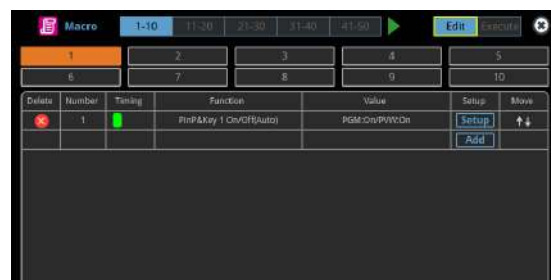 Macro 1-10 11-20 21-30 31-40 41-50 Edit Execute
1 2 3 4 5
6 7 8 9 10
Delete Number Timing Function Value Setup Move
1 PinP&Key 1 On/Off(Auto) PGM:On/PVW:On Setup
Add